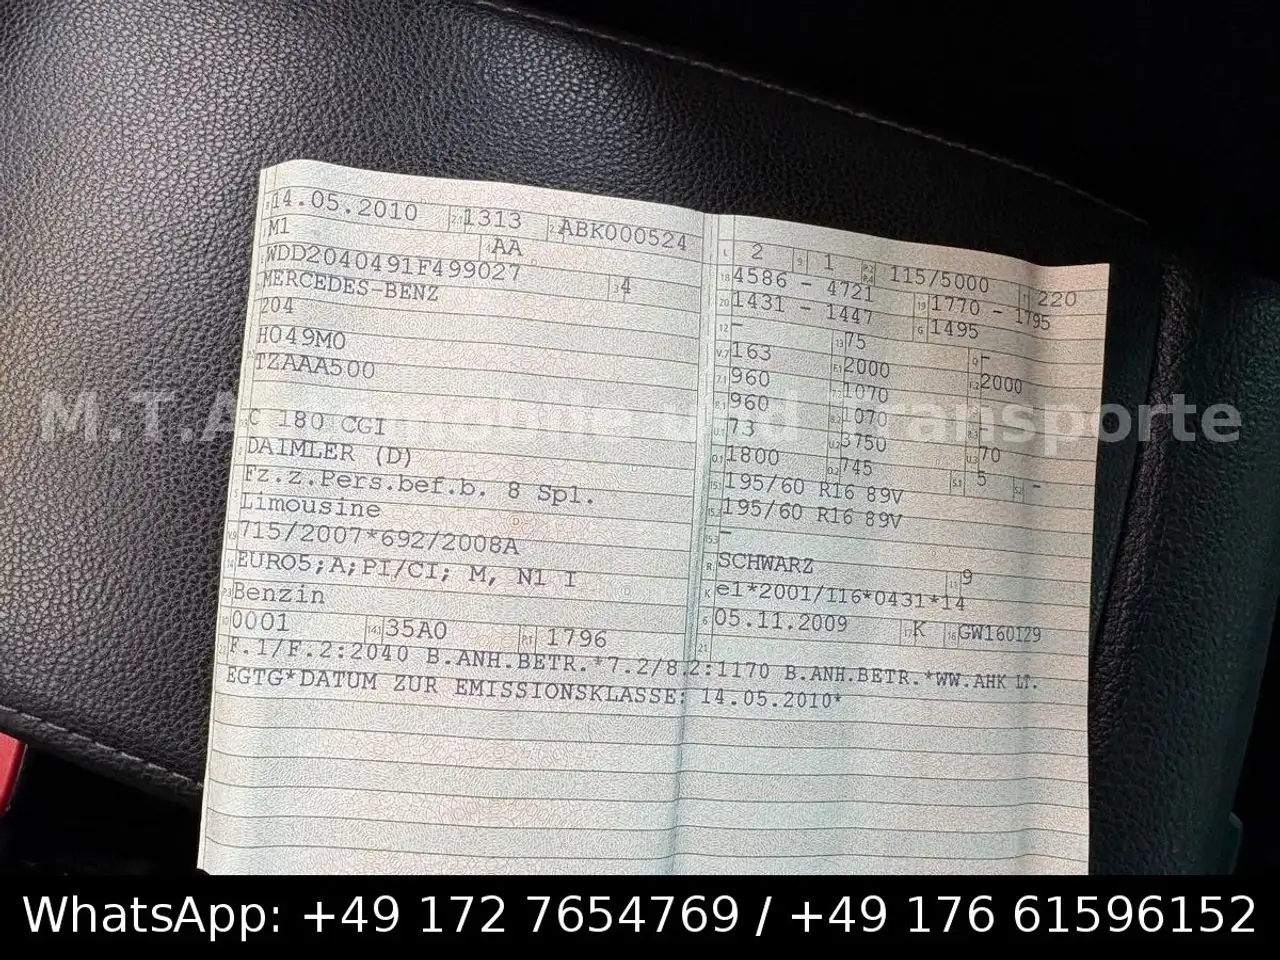 14.05.2010 1313 ABK000524
M1 AA
WDD2040491F499027 4
MERCEDES-BENZ
204
H049M0
TZAAA500
C 180 CGI
DAIMLER (D)
Fz.z.Pers.bef.b. 8 Spl.
Limousine
715/2007*692/2008A
EURO5;A;PI/CI; M, N1 I
Benzin
0001 35A0 1796
2 1 115/5000 220
4586 - 4721 1770 - 1795
1431 - 1447 1495
- 75 -
163 2000 2000
960 1070
960 1070
73 3750 70
1800 745 5 -
195/60 R16 89V
195/60 R16 89V
-
SCHWARZ 9
e1*2001/116*0431*14
05.11.2009 K GW160129
F.1/F.2:2040 B.ANH.BETR.*7.2/8.2:1170 B.ANH.BETR.*WW.AHK LT.
EGTG*DATUM ZUR EMISSIONSKLASSE: 14.05.2010*
M.T.Automobile und Transporte
WhatsApp: +49 172 7654769 / +49 176 61596152